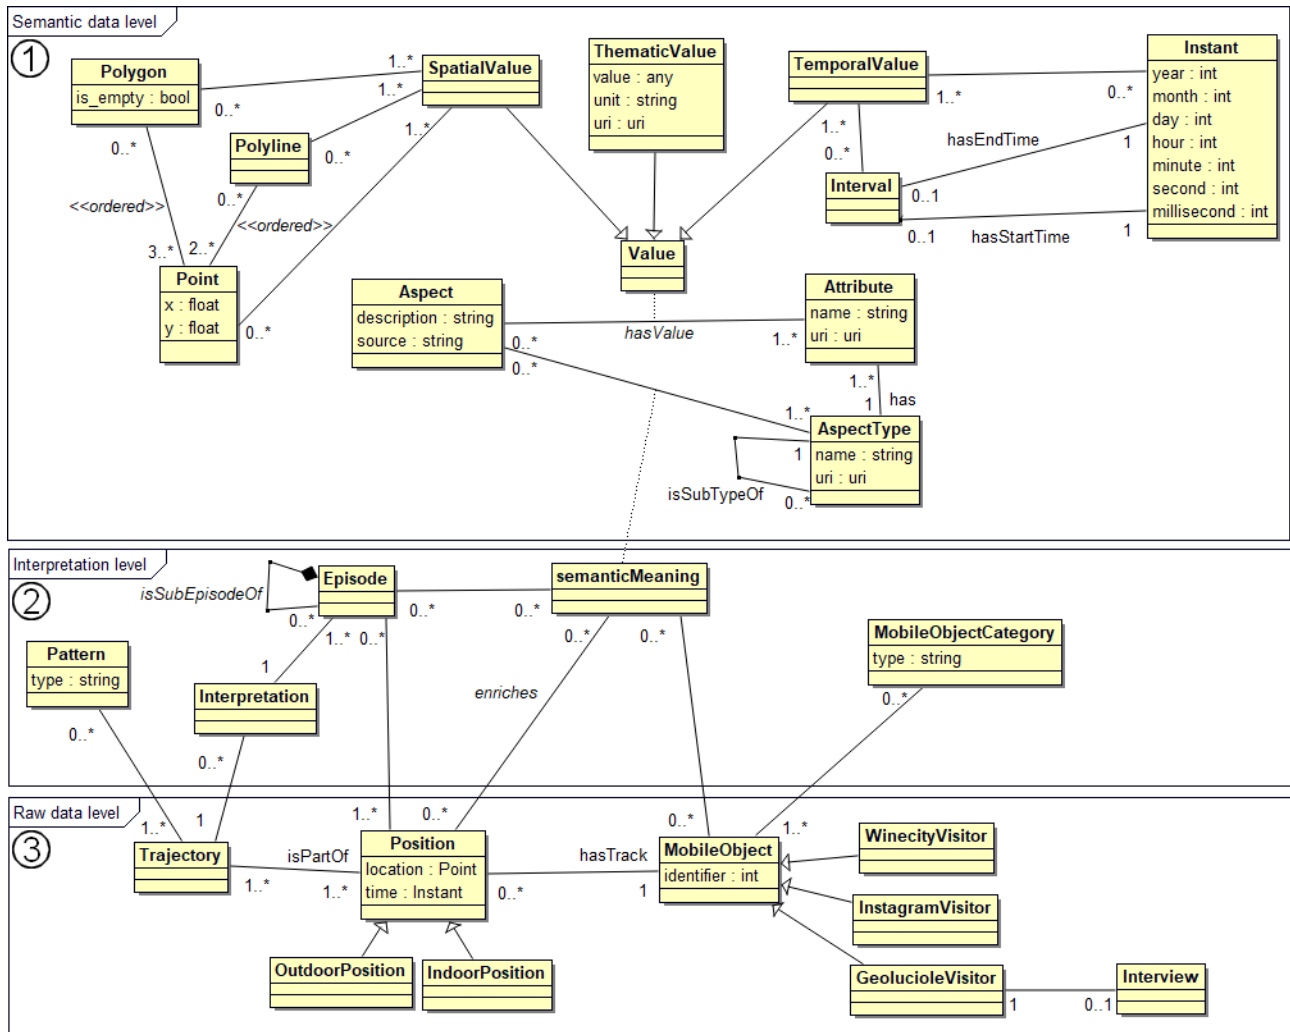 Semantic data level
1
Polygon
is_empty : bool
1..*
0..*
SpatialValue
1..*
1..*
ThematicValue
value : any
unit : string
uri : uri
TemporalValue
1..*
0..*
Instant
year : int
month : int
day : int
hour : int
minute : int
second : int
millisecond : int
0..*
Polyline
0..*
0..*
<<ordered>>
<<ordered>>
1..*
0..*
Interval
hasEndTime
1
0..1
0..1
hasStartTime
1
3..*
2..*
Point
x : float
y : float
0..*
Value
Aspect
description : string
source : string
0..*
0..*
hasValue
1..*
Attribute
name : string
uri : uri
1..*
1
has
1..*
AspectType
name : string
uri : uri
1
isSubTypeOf
0..*
Interpretation level
2
isSubEpisodeOf
Episode
0..*
1..*
0..*
0..*
0..*
semanticMeaning
0..*
0..*
MobileObjectCategory
type : string
0..*
Pattern
type : string
0..*
1
Interpretation
0..*
enriches
Raw data level
3
1..*
1
Trajectory
1..*
isPartOf
1..*
1..*
0..*
Position
location : Point
time : Instant
0..*
hasTrack
1
0..*
1..*
MobileObject
identifier : int
WinecityVisitor
InstagramVisitor
OutdoorPosition
IndoorPosition
GeolucioleVisitor
1
0..1
Interview